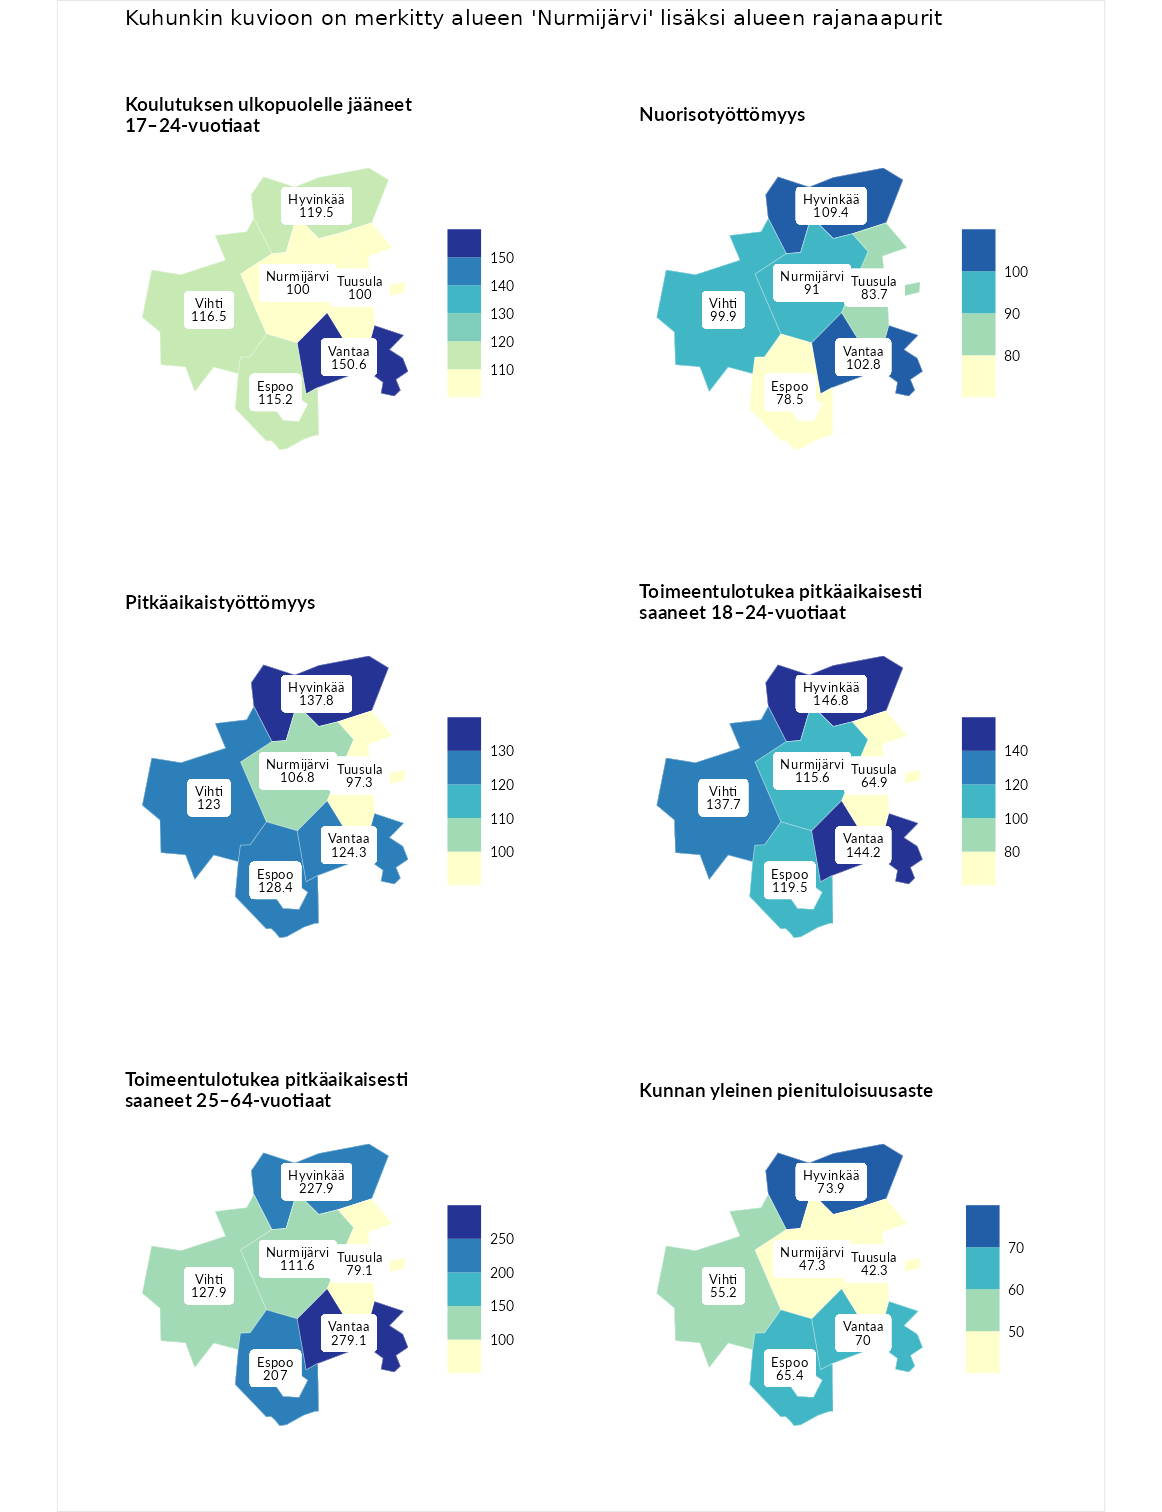 Kuhunkin kuvioon on merkitty alueen 'Nurmijärvi' lisäksi alueen rajanaapurit
Koulutuksen ulkopuolelle jääneet
17–24-vuotiaat
Hyvinkää
119.5
Nurmijärvi
100
Tuusula
100
Vihti
116.5
Vantaa
150.6
Espoo
115.2
150
140
130
120
110
Nuorisotyöttömyys
Hyvinkää
109.4
Nurmijärvi
91
Tuusula
83.7
Vihti
99.9
Vantaa
102.8
Espoo
78.5
100
90
80
Pitkäaikaistyöttömyys
Hyvinkää
137.8
Nurmijärvi
106.8
Tuusula
97.3
Vihti
123
Vantaa
124.3
Espoo
128.4
130
120
110
100
Toimeentulotukea pitkäaikaisesti
saaneet 18–24-vuotiaat
Hyvinkää
146.8
Nurmijärvi
115.6
Tuusula
64.9
Vihti
137.7
Vantaa
144.2
Espoo
119.5
140
120
100
80
Toimeentulotukea pitkäaikaisesti
saaneet 25–64-vuotiaat
Hyvinkää
227.9
Nurmijärvi
111.6
Tuusula
79.1
Vihti
127.9
Vantaa
279.1
Espoo
207
250
200
150
100
Kunnan yleinen pienituloisuusaste
Hyvinkää
73.9
Nurmijärvi
47.3
Tuusula
42.3
Vihti
55.2
Vantaa
70
Espoo
65.4
70
60
50